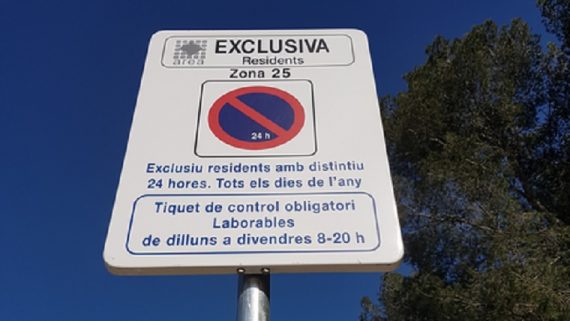 EXCLUSIVA
Residents
àrea
Zona 25
24 h
Exclusiu residents amb distintiu
24 hores. Tots els dies de l'any
Tiquet de control obligatori
Laborables
de dilluns a divendres 8-20 h